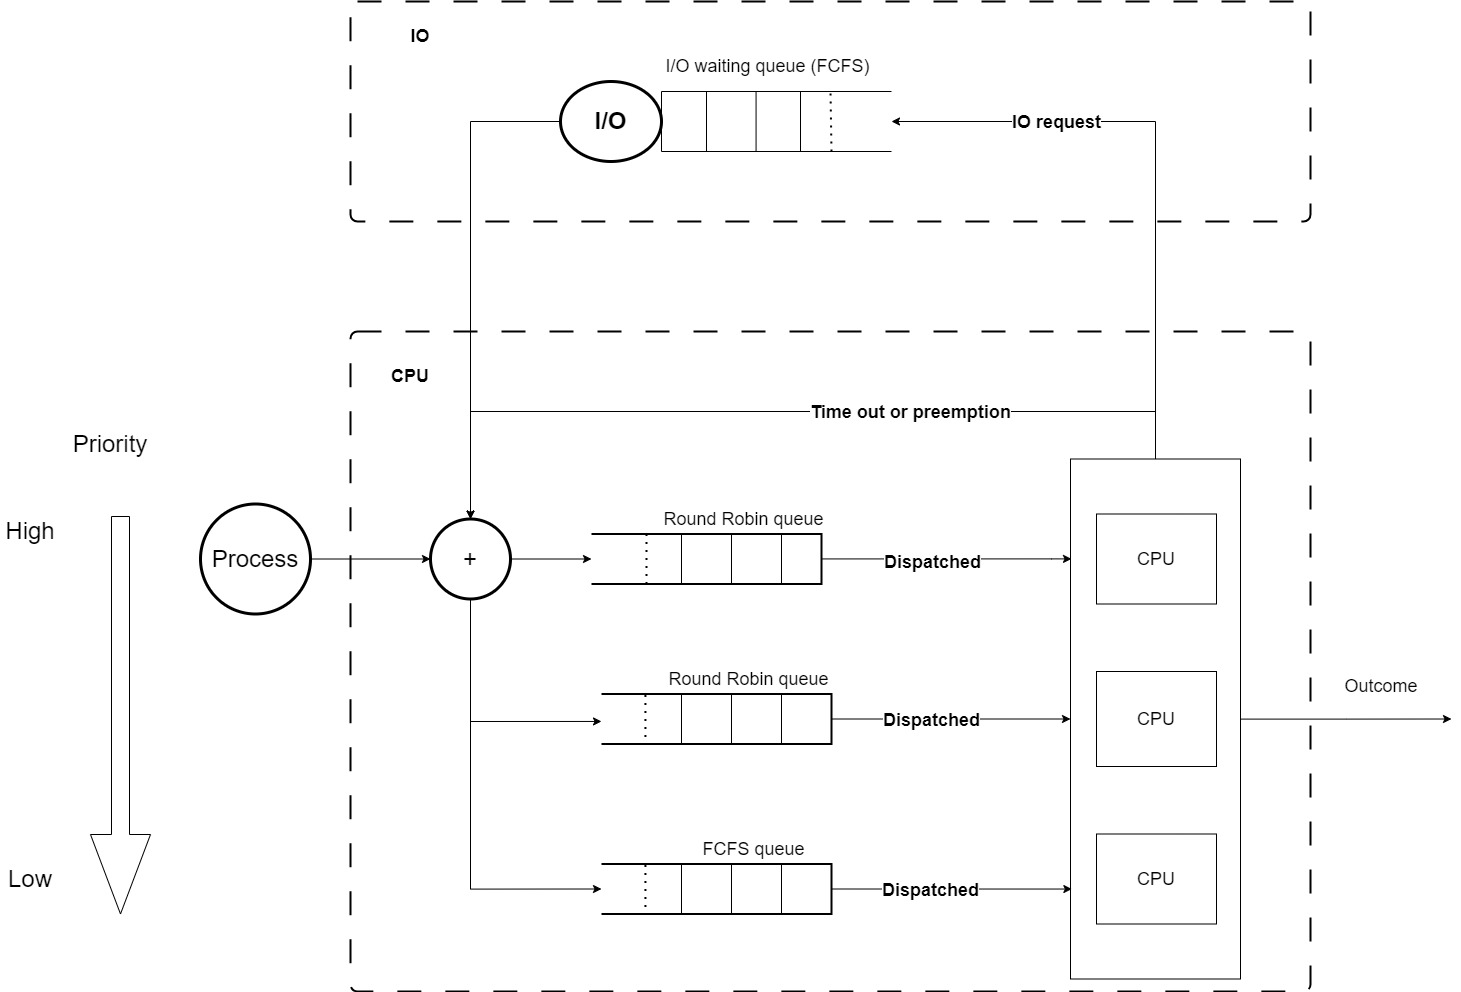 IO
I/O waiting queue (FCFS)
I/O
IO request
CPU
Time out or preemption
Priority
High
Low
Process
+
Round Robin queue
Dispatched
CPU
Round Robin queue
Dispatched
CPU
Outcome
FCFS queue
Dispatched
CPU